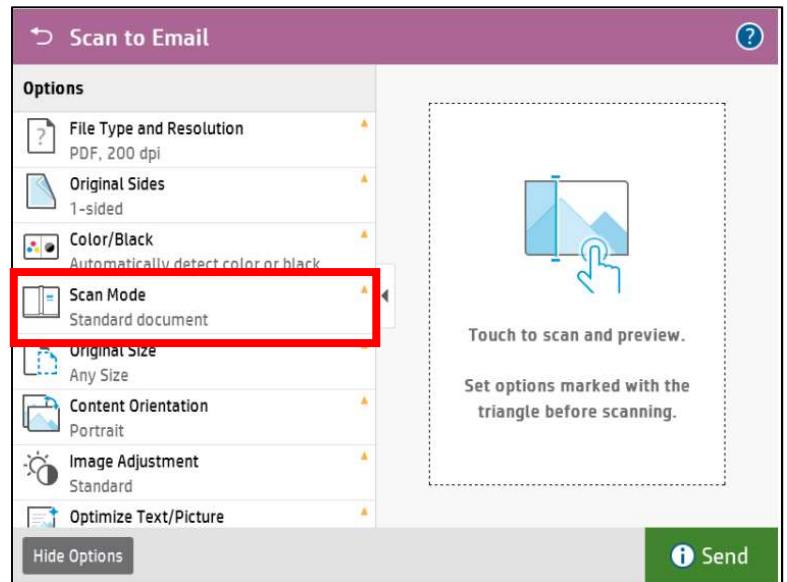 Scan to Email
?
Options
?
File Type and Resolution
PDF, 200 dpi
Original Sides
1-sided
Color/Black
Automatically detect color or black
Scan Mode
Standard document
Original Size
Any Size
Content Orientation
Portrait
Image Adjustment
Standard
Optimize Text/Picture
Touch to scan and preview.
Set options marked with the
triangle before scanning.
Hide Options
i Send